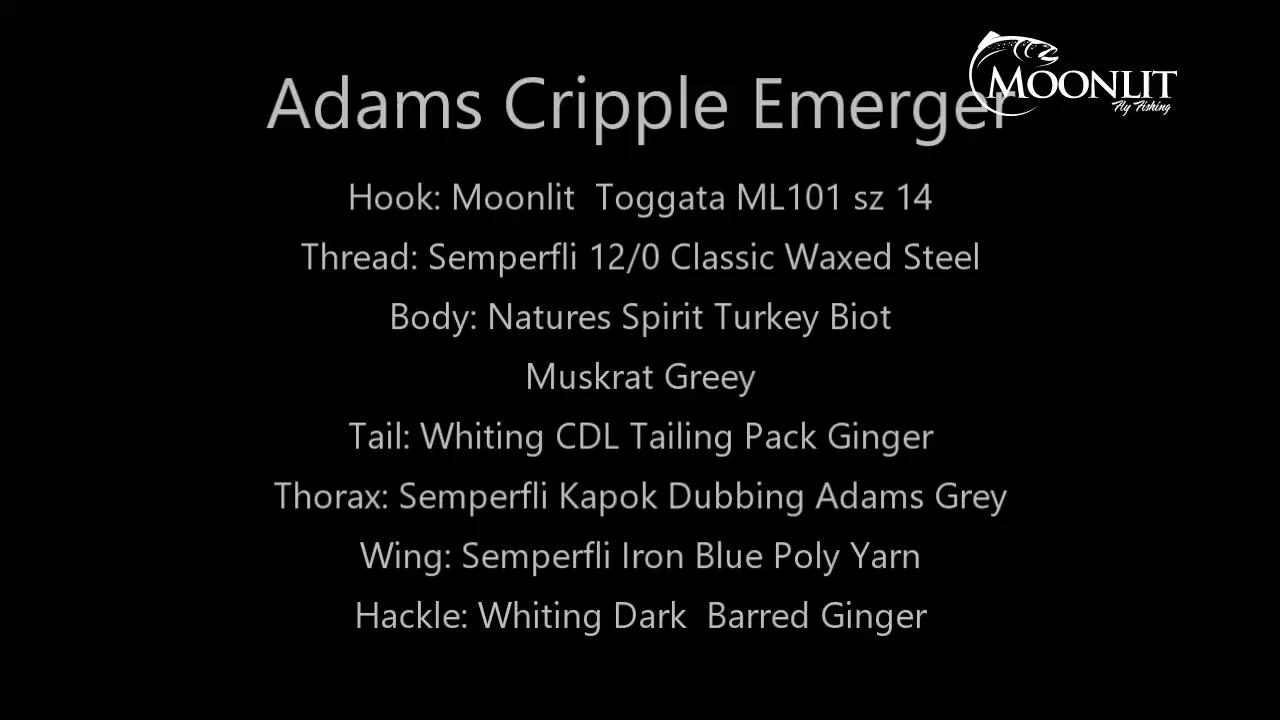 Adams Cripple Emerger
MOONLIT
Fly Fishing
Hook: Moonlit  Toggata ML101 sz 14
Thread: Semperfli 12/0 Classic Waxed Steel
Body: Natures Spirit Turkey Biot
Muskrat Greey
Tail: Whiting CDL Tailing Pack Ginger
Thorax: Semperfli Kapok Dubbing Adams Grey
Wing: Semperfli Iron Blue Poly Yarn
Hackle: Whiting Dark  Barred Ginger